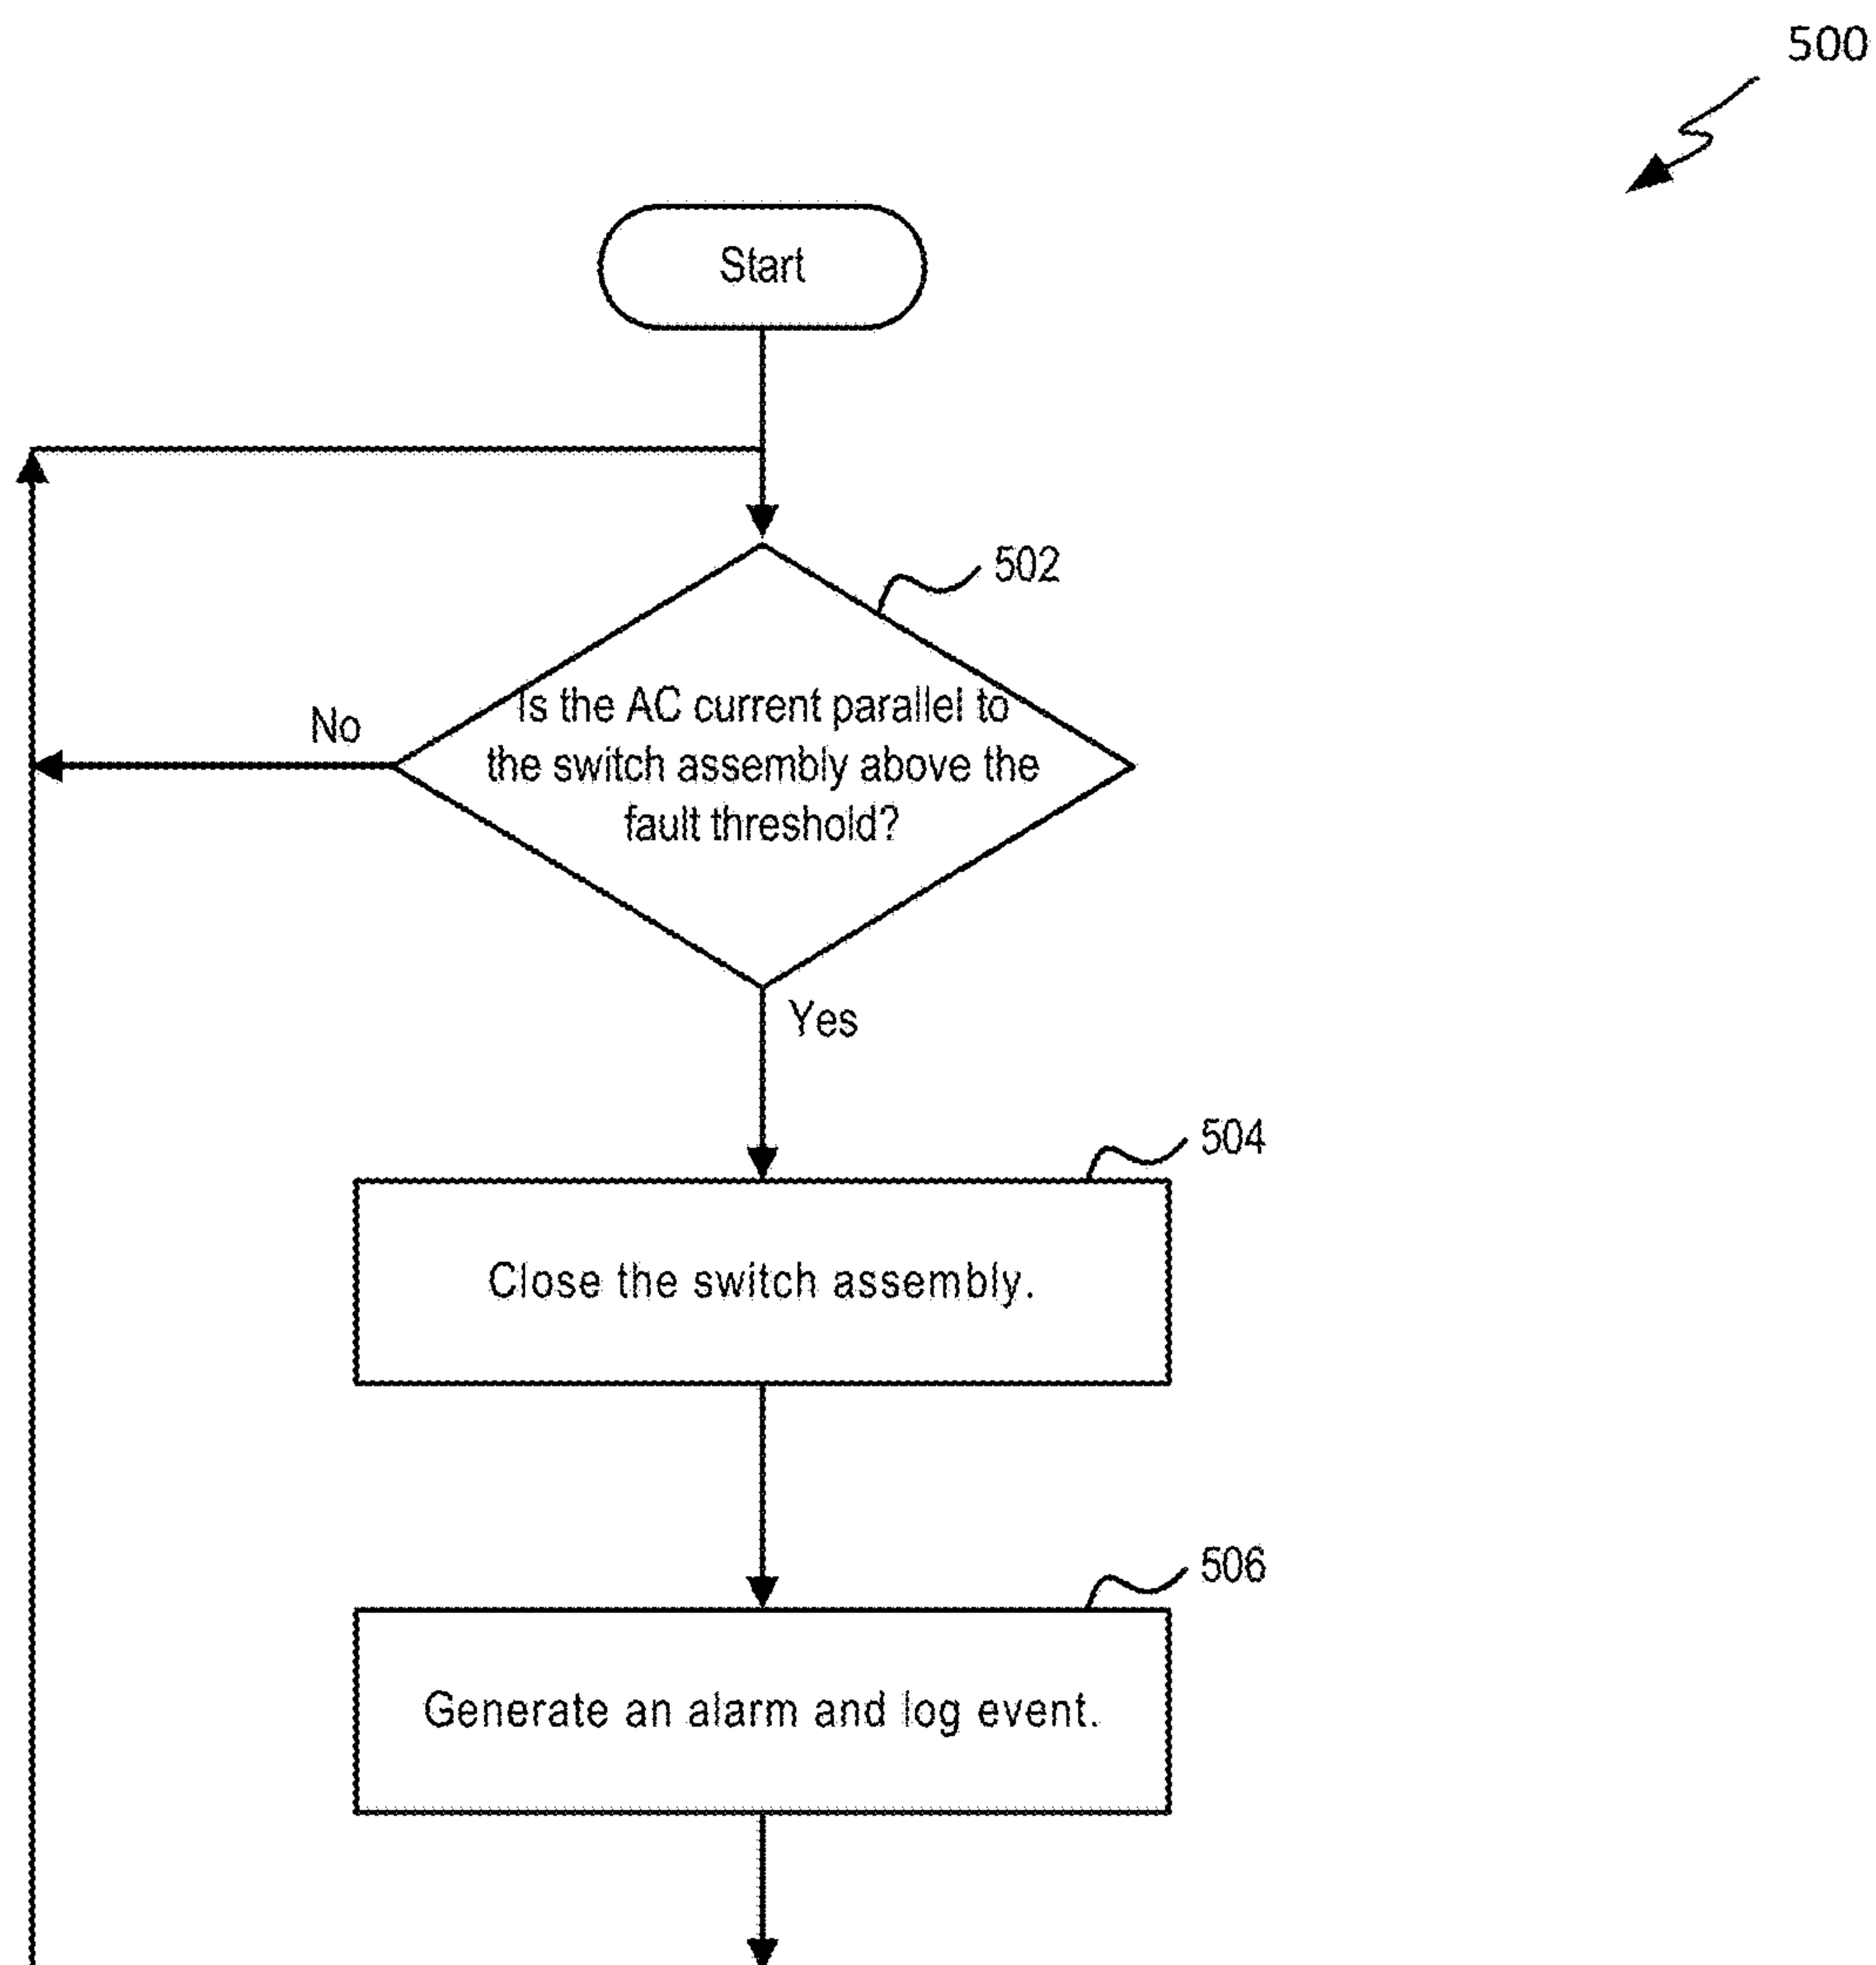 500
Start
502
Is the AC current parallel to
the switch assembly above the
fault threshold?
No
Yes
504
Close the switch assembly.
506
Generate an alarm and log event.